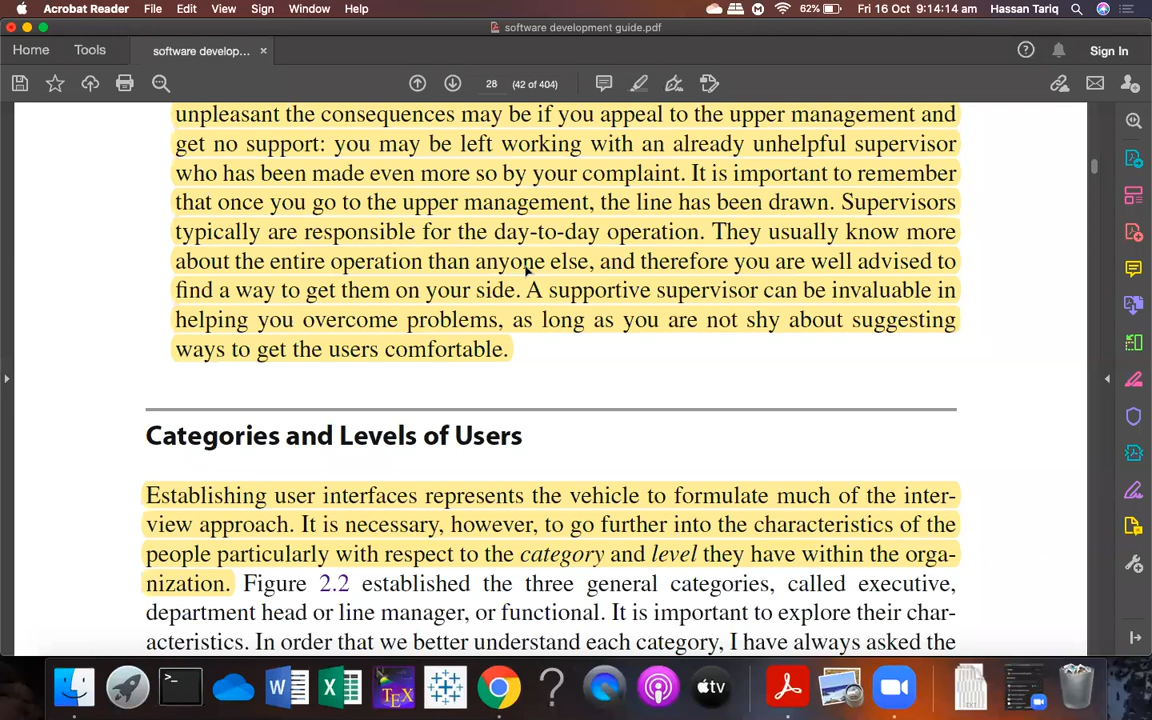 Acrobat Reader File Edit View Sign Window Help 62% Fri 16 Oct 9:14:14 am Hassan Tariq
software development guide.pdf
Home Tools software develop... × Sign In
28 (42 of 404)
unpleasant the consequences may be if you appeal to the upper management and
get no support: you may be left working with an already unhelpful supervisor
who has been made even more so by your complaint. It is important to remember
that once you go to the upper management, the line has been drawn. Supervisors
typically are responsible for the day-to-day operation. They usually know more
about the entire operation than anyone else, and therefore you are well advised to
find a way to get them on your side. A supportive supervisor can be invaluable in
helping you overcome problems, as long as you are not shy about suggesting
ways to get the users comfortable.
Categories and Levels of Users
Establishing user interfaces represents the vehicle to formulate much of the inter-
view approach. It is necessary, however, to go further into the characteristics of the
people particularly with respect to the category and level they have within the orga-
nization. Figure 2.2 established the three general categories, called executive,
department head or line manager, or functional. It is important to explore their char-
acteristics. In order that we better understand each category, I have always asked the
tv